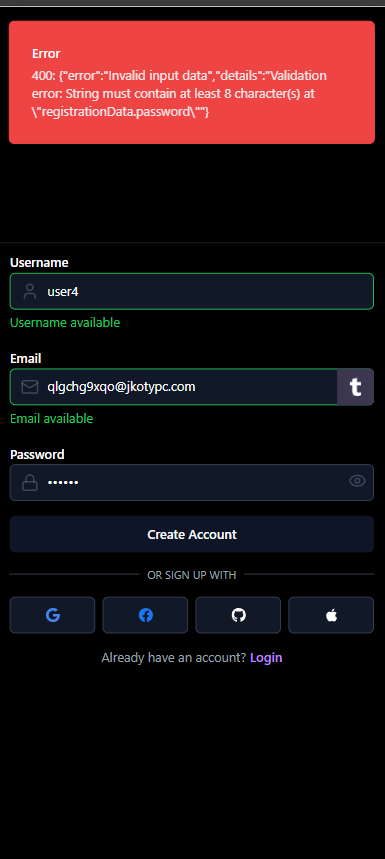 Error
400: {"error":"Invalid input data","details":"Validation
error: String must contain at least 8 character(s) at
\"registrationData.password\""}
Username
user4
Username available
Email
qlgchg9xqo@jkotypc.com
t
Email available
Password
••••••
Create Account
OR SIGN UP WITH
Already have an account? Login